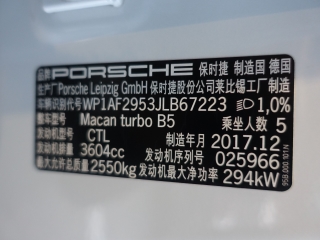 品牌 PORSCHE 保时捷 制造国 德国
生产厂 Porsche Leipzig GmbH 保时捷股份公司莱比锡工厂制造
车辆识别代号 WP1AF2953JLB67223 1,0%
整车型号 Macan turbo B5 乘坐人数 5
发动机型号 CTL 制造年月 2017.12
发动机排量 3604cc 发动机序号 025966
最大允许总质量 2550kg 发动机最大净功率 294kW
95B 000 101 N